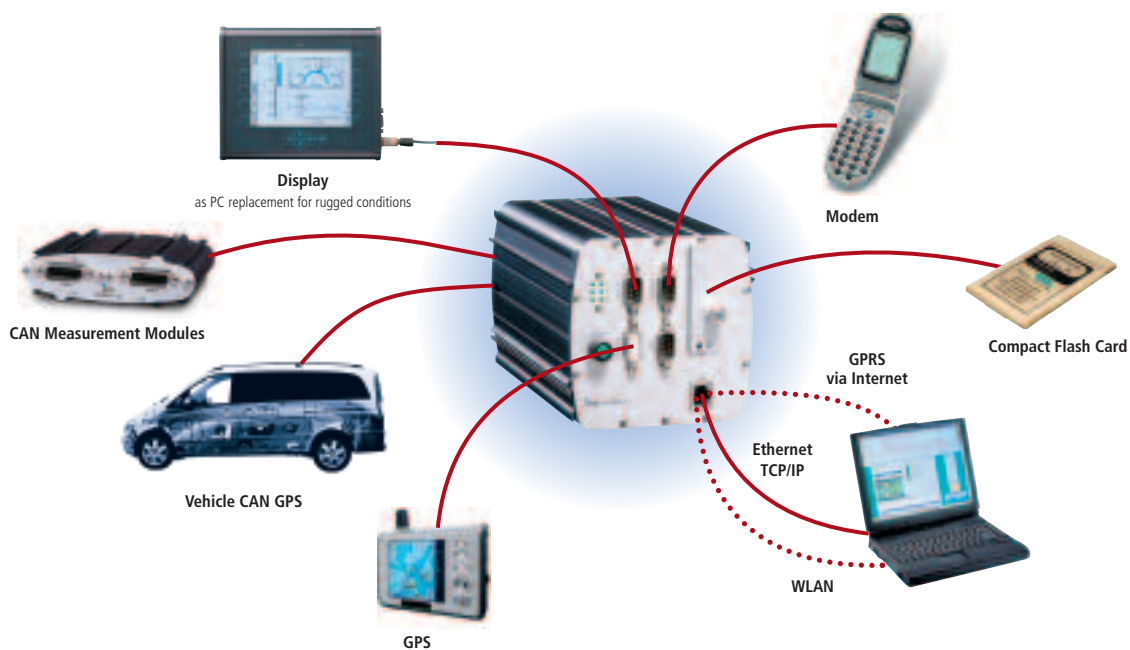 Display
as PC replacement for rugged conditions
Modem
CAN Measurement Modules
Compact Flash Card
GPRS
via Internet
Ethernet
TCP/IP
Vehicle CAN GPS
WLAN
GPS